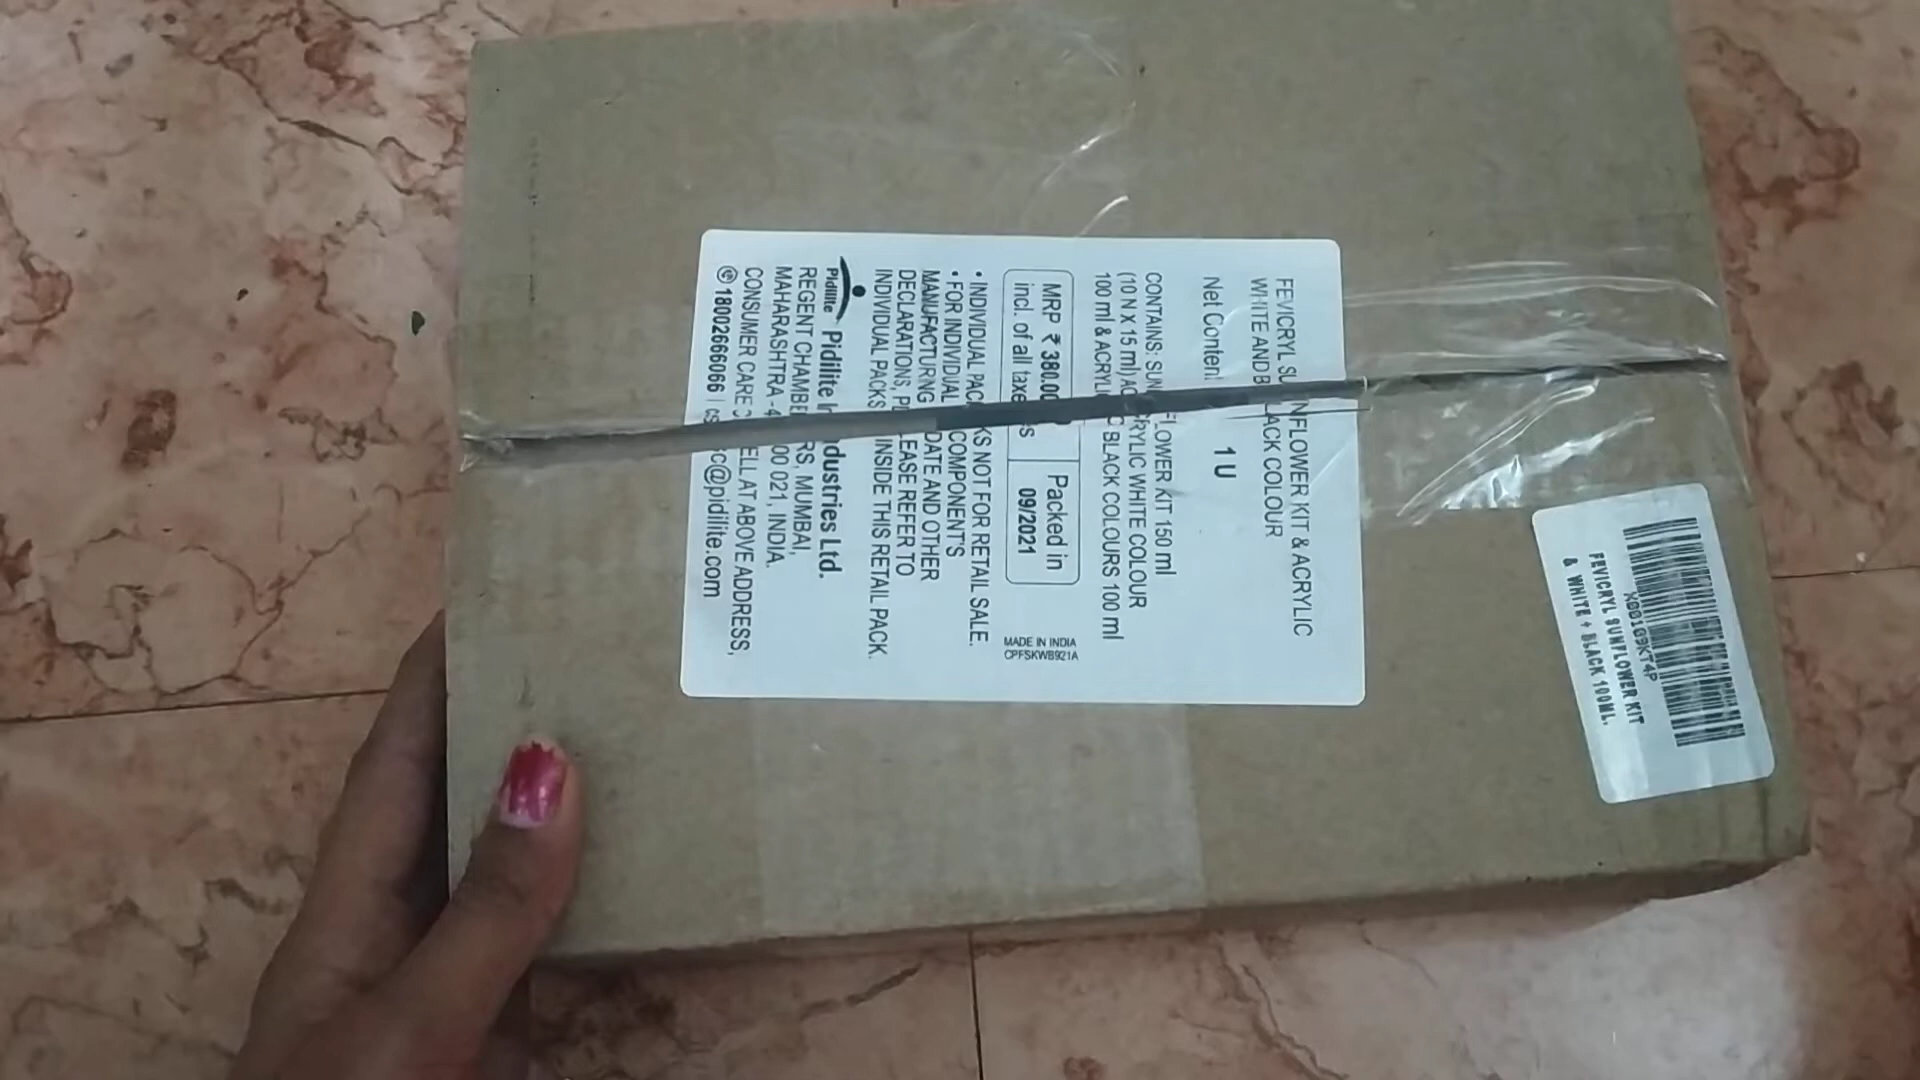 FEVICRYL SUNFLOWER KIT & ACRYLIC
WHITE AND BLACK COLOUR
Net Content 1 U
CONTAINS: SUNFLOWER KIT 150 ml
(10 N X 15 ml) ACRYLIC WHITE COLOUR
100 ml & ACRYLIC BLACK COLOURS 100 ml
MRP ₹ 380.00
incl. of all taxes
Packed in
09/2021
MADE IN INDIA
CPFSKWB921A
• INDIVIDUAL PACKS NOT FOR RETAIL SALE.
• FOR INDIVIDUAL COMPONENT'S
MANUFACTURING DATE AND OTHER
DECLARATIONS, PLEASE REFER TO
INDIVIDUAL PACKS INSIDE THIS RETAIL PACK.
Pidilite
Pidilite Industries Ltd.
REGENT CHAMBERS, MUMBAI,
MAHARASHTRA - 400 021, INDIA.
CONSUMER CARE CELL AT ABOVE ADDRESS,
18002666066 | @pidilite.com
X00109KT4P
FEVICRYL SUNFLOWER KIT
& WHITE + BLACK 100ML.